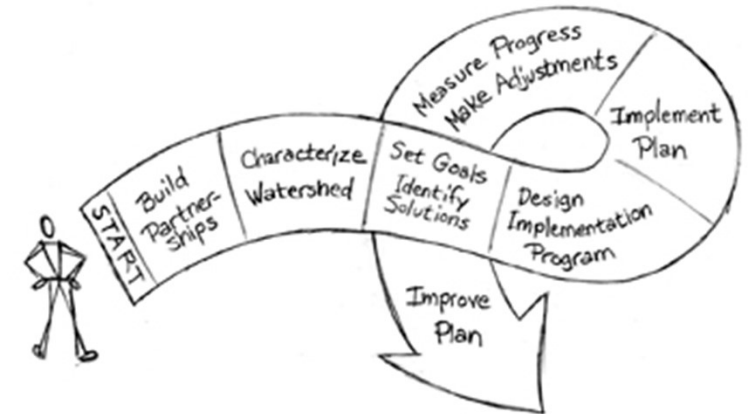 START
Build
Partner-
ships
Characterize
Watershed
Set Goals
Identify
Solutions
Design
Implementation
Program
Implement
Plan
Measure Progress
Make Adjustments
Improve
Plan